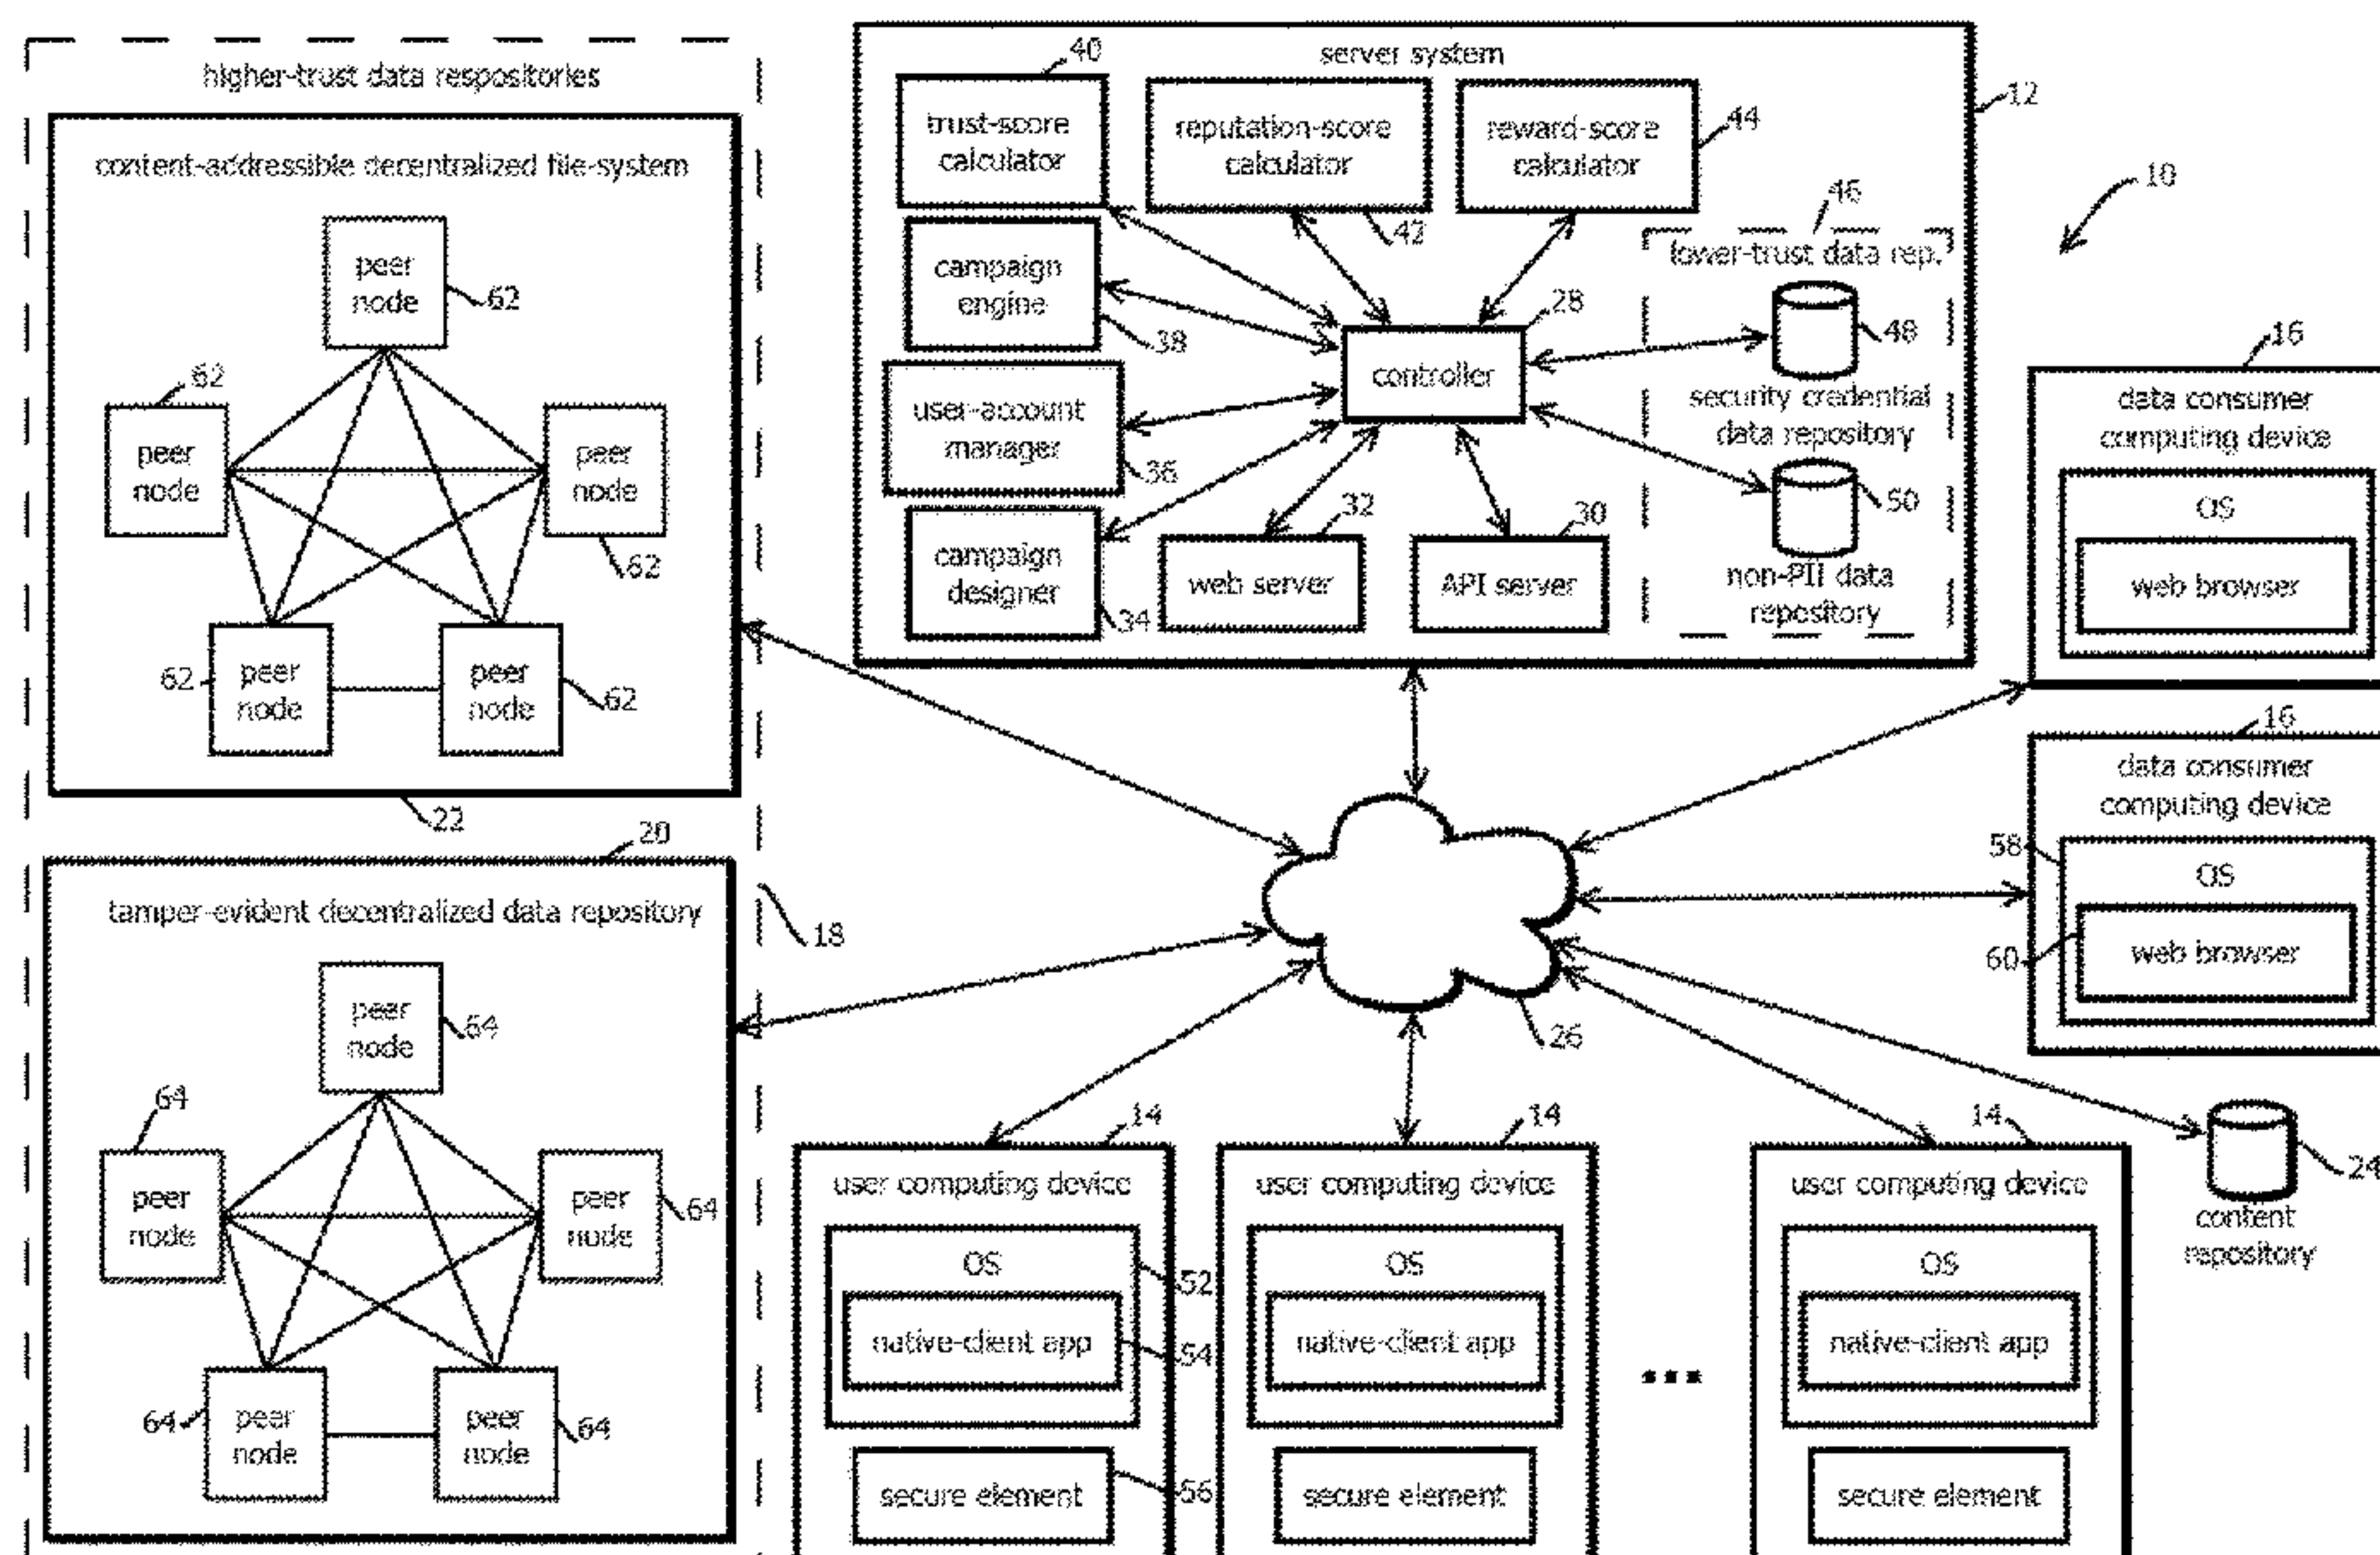 higher-trust data respositories
content-addressible decentralized file-system
peer
node
62
62
peer
node
peer
node
62
62
peer
node
peer
node
62
22
20
tamper-evident decentralized data repository
18
peer
node
64
64
peer
node
peer
node
64
64
peer
node
peer
node
64
server system
12
40
trust-score
calculator
reputation-score
calculator
42
reward-score
calculator
44
46
lower-trust data rep.
10
campaign
engine
38
28
controller
48
security credential
data repository
user-account
manager
36
50
non-PII data
repository
campaign
designer
34
32
web server
30
API server
16
data consumer
computing device
OS
web browser
16
data consumer
computing device
58
OS
60
web browser
26
14
user computing device
OS
52
native-client app
54
secure element
56
14
user computing device
OS
native-client app
secure element
...
14
user computing device
OS
native-client app
secure element
24
content
repository